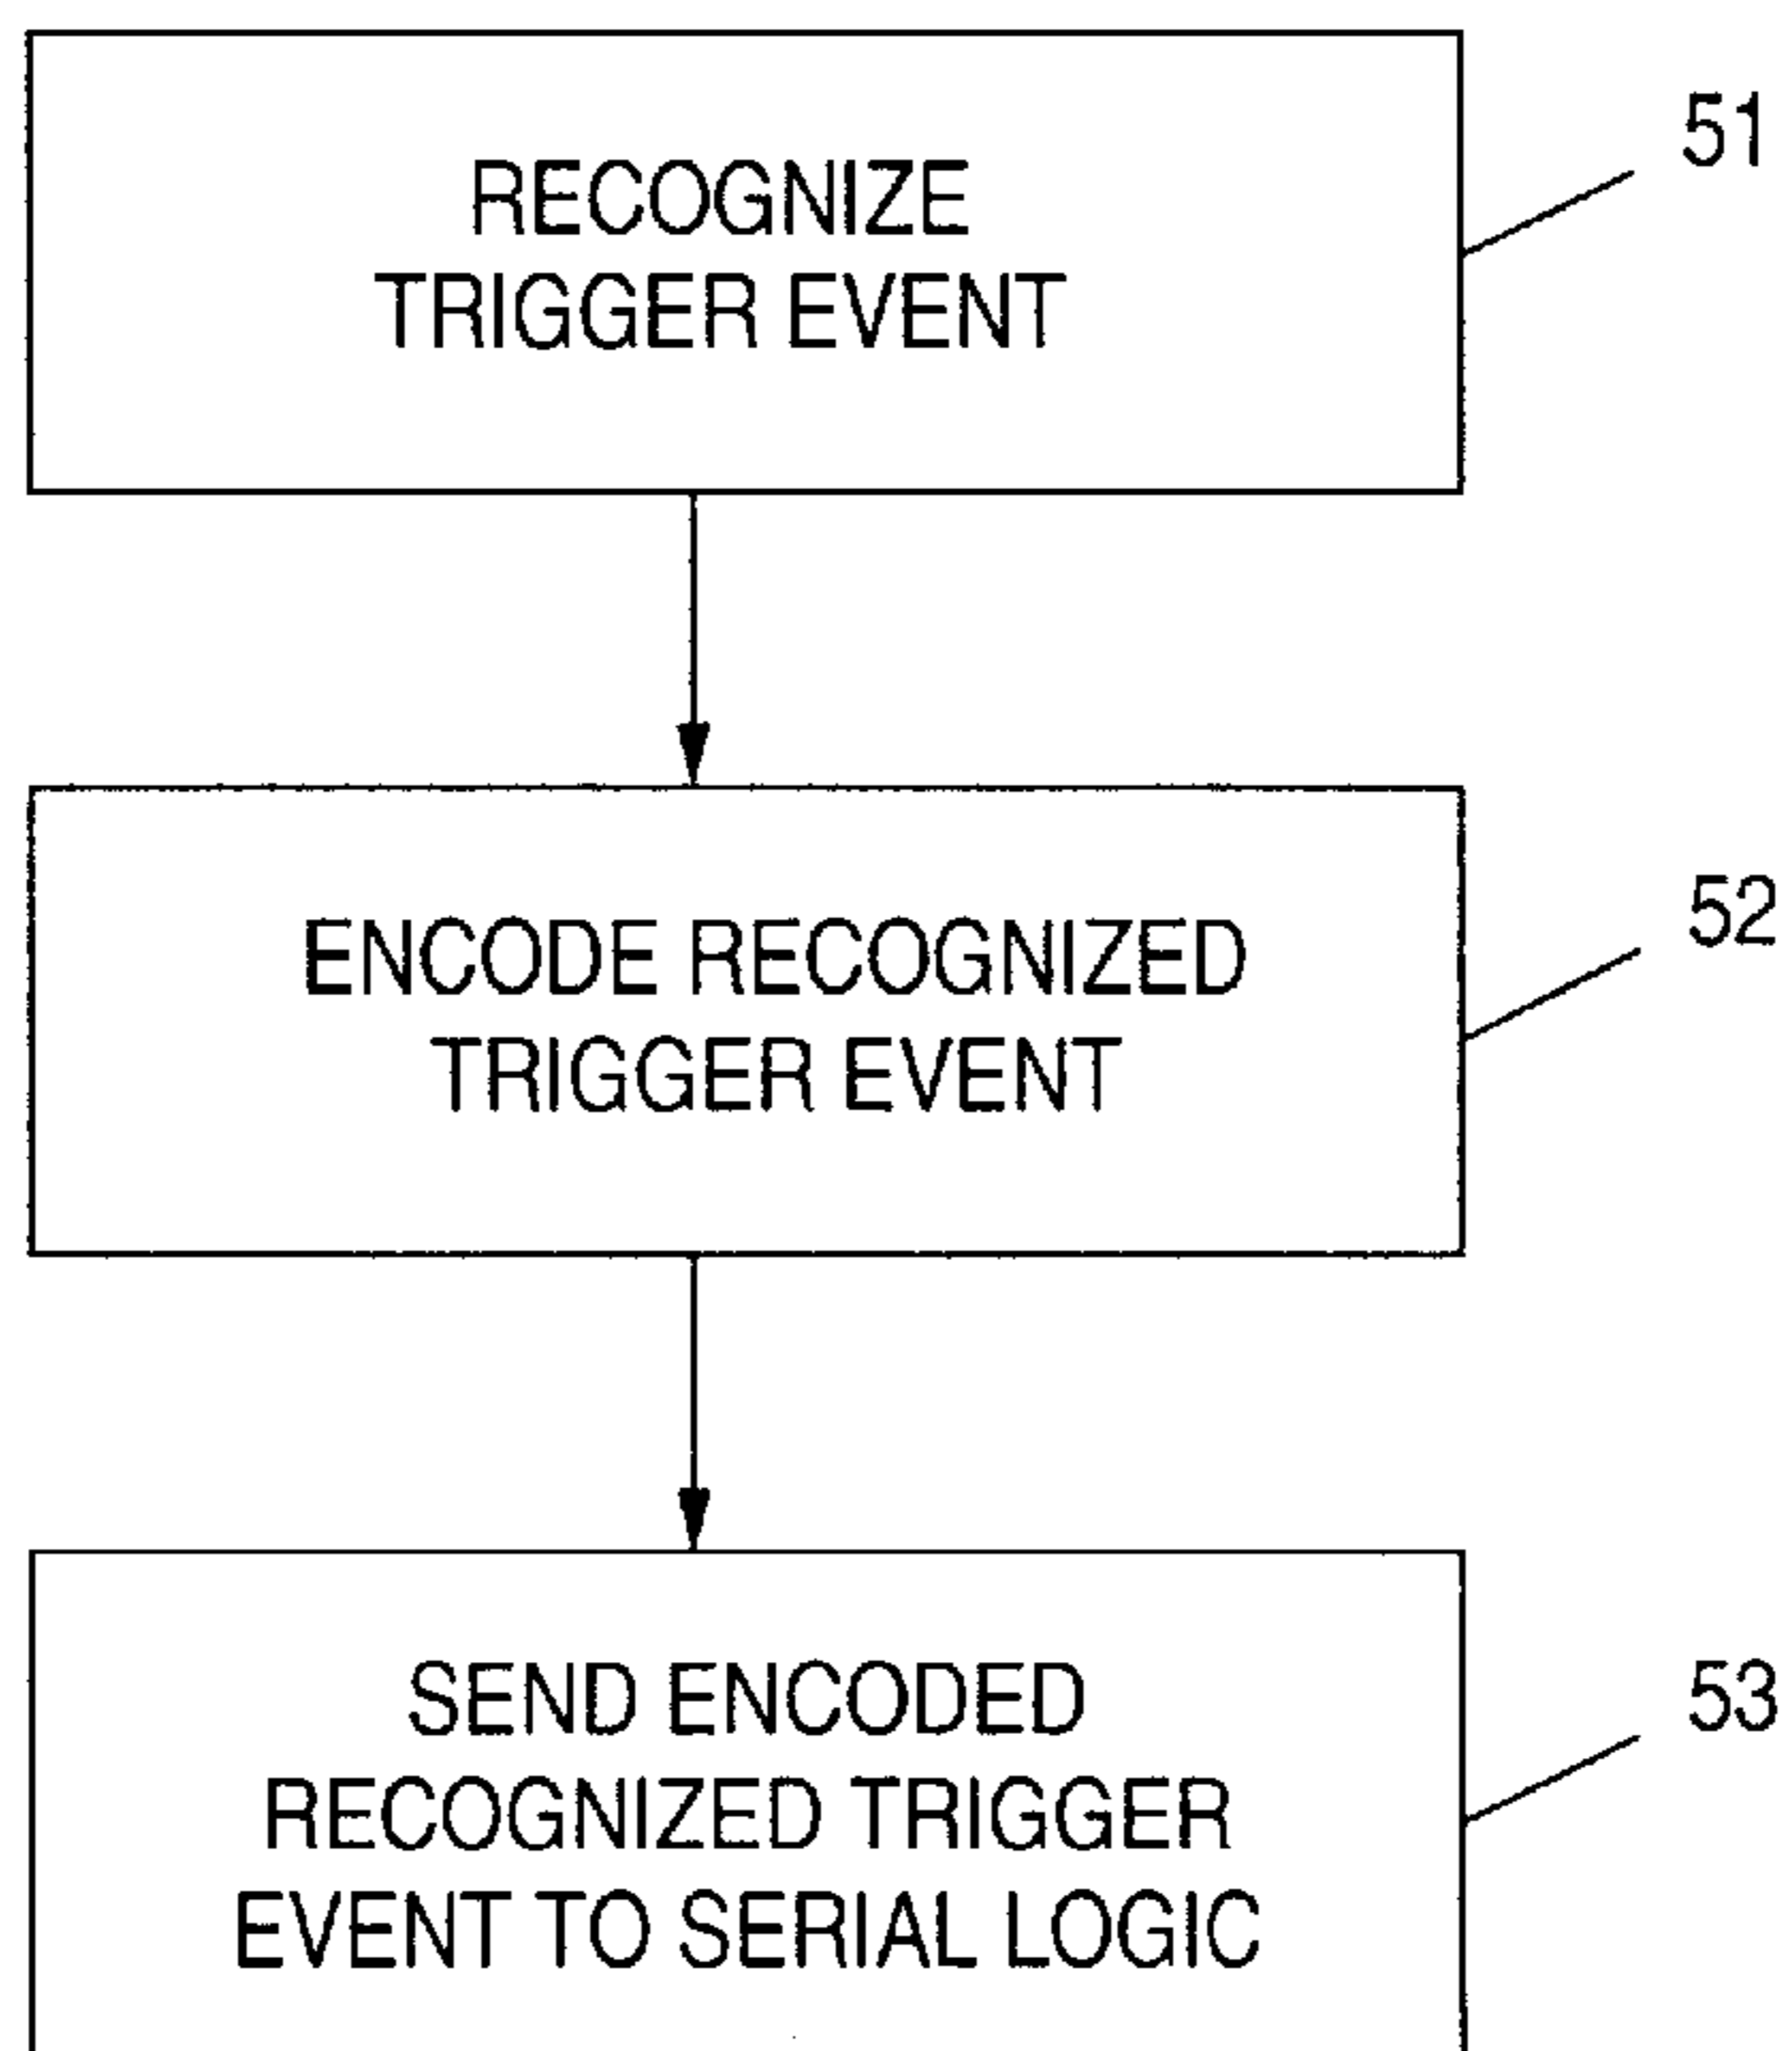 RECOGNIZE
TRIGGER EVENT
51
ENCODE RECOGNIZED
TRIGGER EVENT
52
SEND ENCODED
RECOGNIZED TRIGGER
EVENT TO SERIAL LOGIC
53